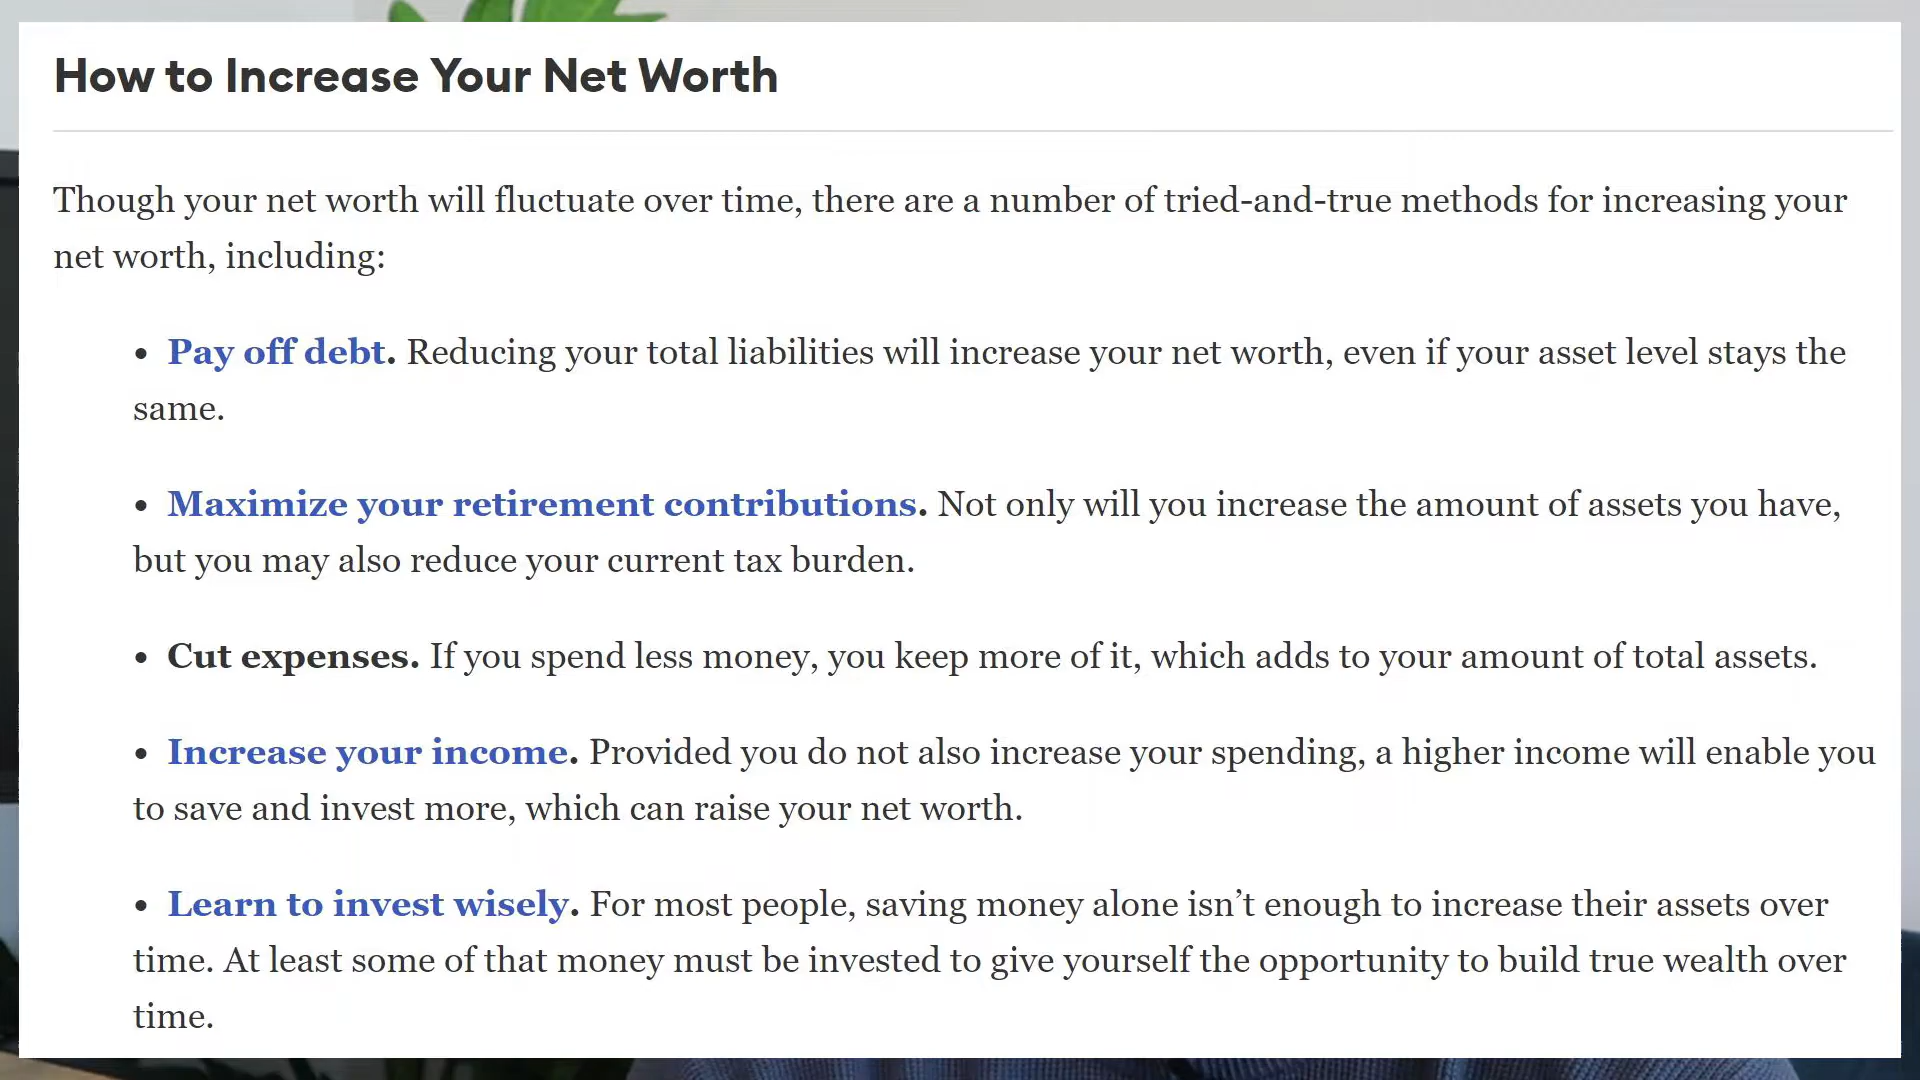 How to Increase Your Net Worth
Though your net worth will fluctuate over time, there are a number of tried-and-true methods for increasing your
net worth, including:
• Pay off debt. Reducing your total liabilities will increase your net worth, even if your asset level stays the
same.
• Maximize your retirement contributions. Not only will you increase the amount of assets you have,
but you may also reduce your current tax burden.
• Cut expenses. If you spend less money, you keep more of it, which adds to your amount of total assets.
• Increase your income. Provided you do not also increase your spending, a higher income will enable you
to save and invest more, which can raise your net worth.
• Learn to invest wisely. For most people, saving money alone isn’t enough to increase their assets over
time. At least some of that money must be invested to give yourself the opportunity to build true wealth over
time.